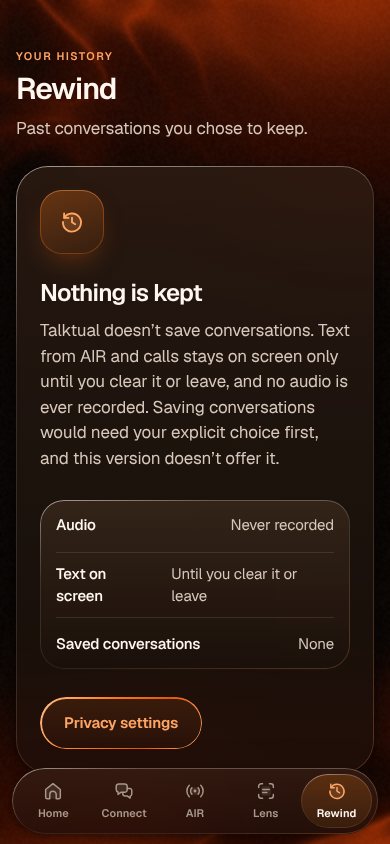 YOUR HISTORY
Rewind
Past conversations you chose to keep.
Nothing is kept
Talktual doesn’t save conversations. Text
from AIR and calls stays on screen only
until you clear it or leave, and no audio is
ever recorded. Saving conversations
would need your explicit choice first,
and this version doesn’t offer it.
Audio Never recorded
Text on screen Until you clear it or leave
Saved conversations None
Privacy settings
Home Connect AIR Lens Rewind